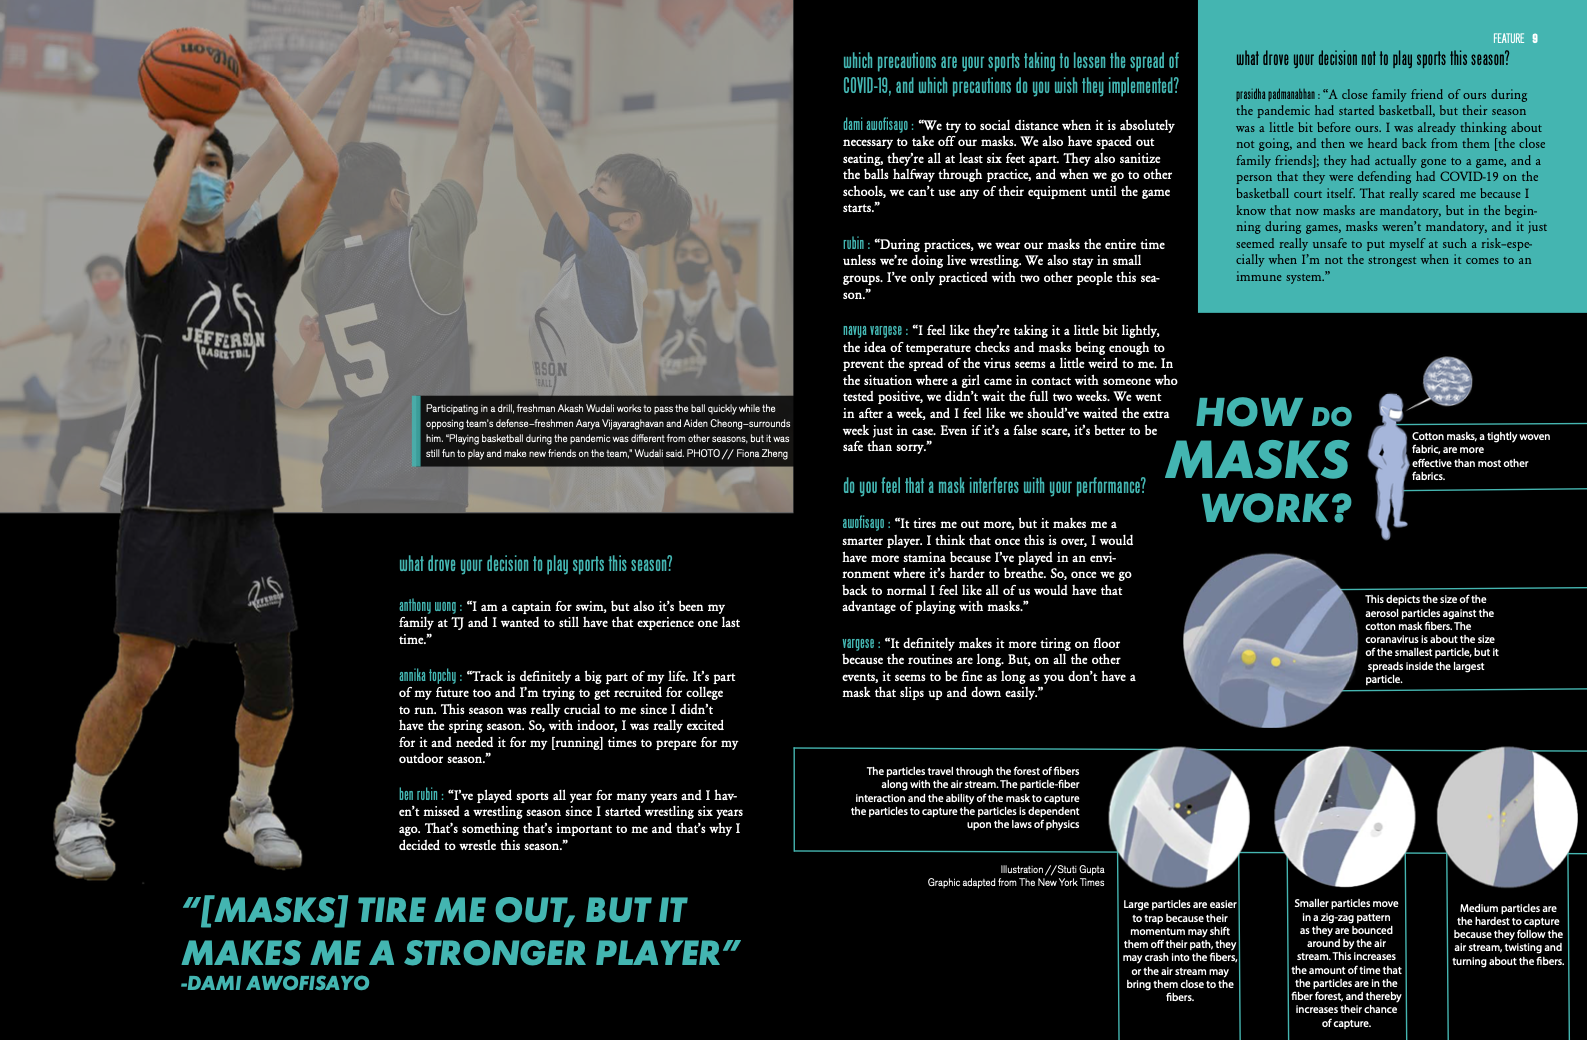 Wilson
JEFFERSON
BASKETBALL
5
JEFFERSON
Participating in a drill, freshman Akash Wudali works to pass the ball quickly while the
opposing team's defense–freshmen Aarya Vijayaraghavan and Aiden Cheong–surrounds
him. "Playing basketball during the pandemic was different from other seasons, but it was
still fun to play and make new friends on the team," Wudali said. PHOTO // Fiona Zheng
what drove your decision to play sports this season?
anthony wong : “I am a captain for swim, but also it’s been my
family at TJ and I wanted to still have that experience one last
time.”
annika topchy : “Track is definitely a big part of my life. It’s part
of my future too and I’m trying to get recruited for college
to run. This season was really crucial to me since I didn’t
have the spring season. So, with indoor, I was really excited
for it and needed it for my [running] times to prepare for my
outdoor season.”
ben rubin : “I’ve played sports all year for many years and I hav-
en’t missed a wrestling season since I started wrestling six years
ago. That’s something that’s important to me and that’s why I
decided to wrestle this season.”
“[MASKS] TIRE ME OUT, BUT IT
MAKES ME A STRONGER PLAYER”
-DAMI AWOFISAYO
which precautions are your sports taking to lessen the spread of
COVID-19, and which precautions do you wish they implemented?
dami awofisayo : “We try to social distance when it is absolutely
necessary to take off our masks. We also have spaced out
seating, they’re all at least six feet apart. They also sanitize
the balls halfway through practice, and when we go to other
schools, we can’t use any of their equipment until the game
starts.”
rubin : “During practices, we wear our masks the entire time
unless we’re doing live wrestling. We also stay in small
groups. I’ve only practiced with two other people this sea-
son.”
navya vargese : “I feel like they’re taking it a little bit lightly,
the idea of temperature checks and masks being enough to
prevent the spread of the virus seems a little weird to me. In
the situation where a girl came in contact with someone who
tested positive, we didn’t wait the full two weeks. We went
in after a week, and I feel like we should’ve waited the extra
week just in case. Even if it’s a false scare, it’s better to be
safe than sorry.”
do you feel that a mask interferes with your performance?
awofisayo : “It tires me out more, but it makes me a
smarter player. I think that once this is over, I would
have more stamina because I’ve played in an envi-
ronment where it’s harder to breathe. So, once we go
back to normal I feel like all of us would have that
advantage of playing with masks.”
vargese : “It definitely makes it more tiring on floor
because the routines are long. But, on all the other
events, it seems to be fine as long as you don’t have a
mask that slips up and down easily.”
FEATURE 9
what drove your decision not to play sports this season?
prasidha padmanabhan : “A close family friend of ours during
the pandemic had started basketball, but their season
was a little bit before ours. I was already thinking about
not going, and then we heard back from them [the close
family friends]; they had actually gone to a game, and a
person that they were defending had COVID-19 on the
basketball court itself. That really scared me because I
know that now masks are mandatory, but in the begin-
ning during games, masks weren’t mandatory, and it just
seemed really unsafe to put myself at such a risk–espe-
cially when I’m not the strongest when it comes to an
immune system.”
HOW DO
MASKS
WORK?
Cotton masks, a tightly woven
fabric, are more
effective than most other
fabrics.
This depicts the size of the
aerosol particles against the
cotton mask fibers. The
coranavirus is about the size
of the smallest particle, but it
spreads inside the largest
particle.
The particles travel through the forest of fibers
along with the air stream. The particle-fiber
interaction and the ability of the mask to capture
the particles to capture the particles is dependent
upon the laws of physics
Illustration //Stuti Gupta
Graphic adapted from The New York Times
Large particles are easier
to trap because their
momentum may shift
them off their path, they
may crash into the fibers,
or the air stream may
bring them close to the
fibers.
Smaller particles move
in a zig-zag pattern
as they are bounced
around by the air
stream. This increases
the amount of time that
the particles are in the
fiber forest, and thereby
increases their chance
of capture.
Medium particles are
the hardest to capture
because they follow the
air stream, twisting and
turning about the fibers.